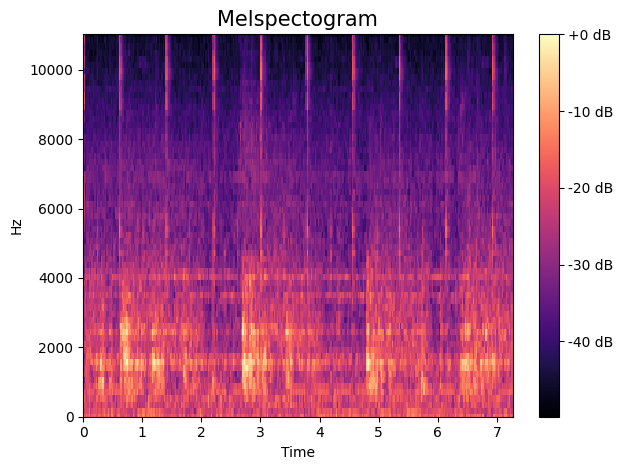 Melspectogram
+0 dB
10000
-10 dB
8000
-20 dB
6000
Hz
-30 dB
4000
-40 dB
2000
0
0 1 2 3 4 5 6 7
Time